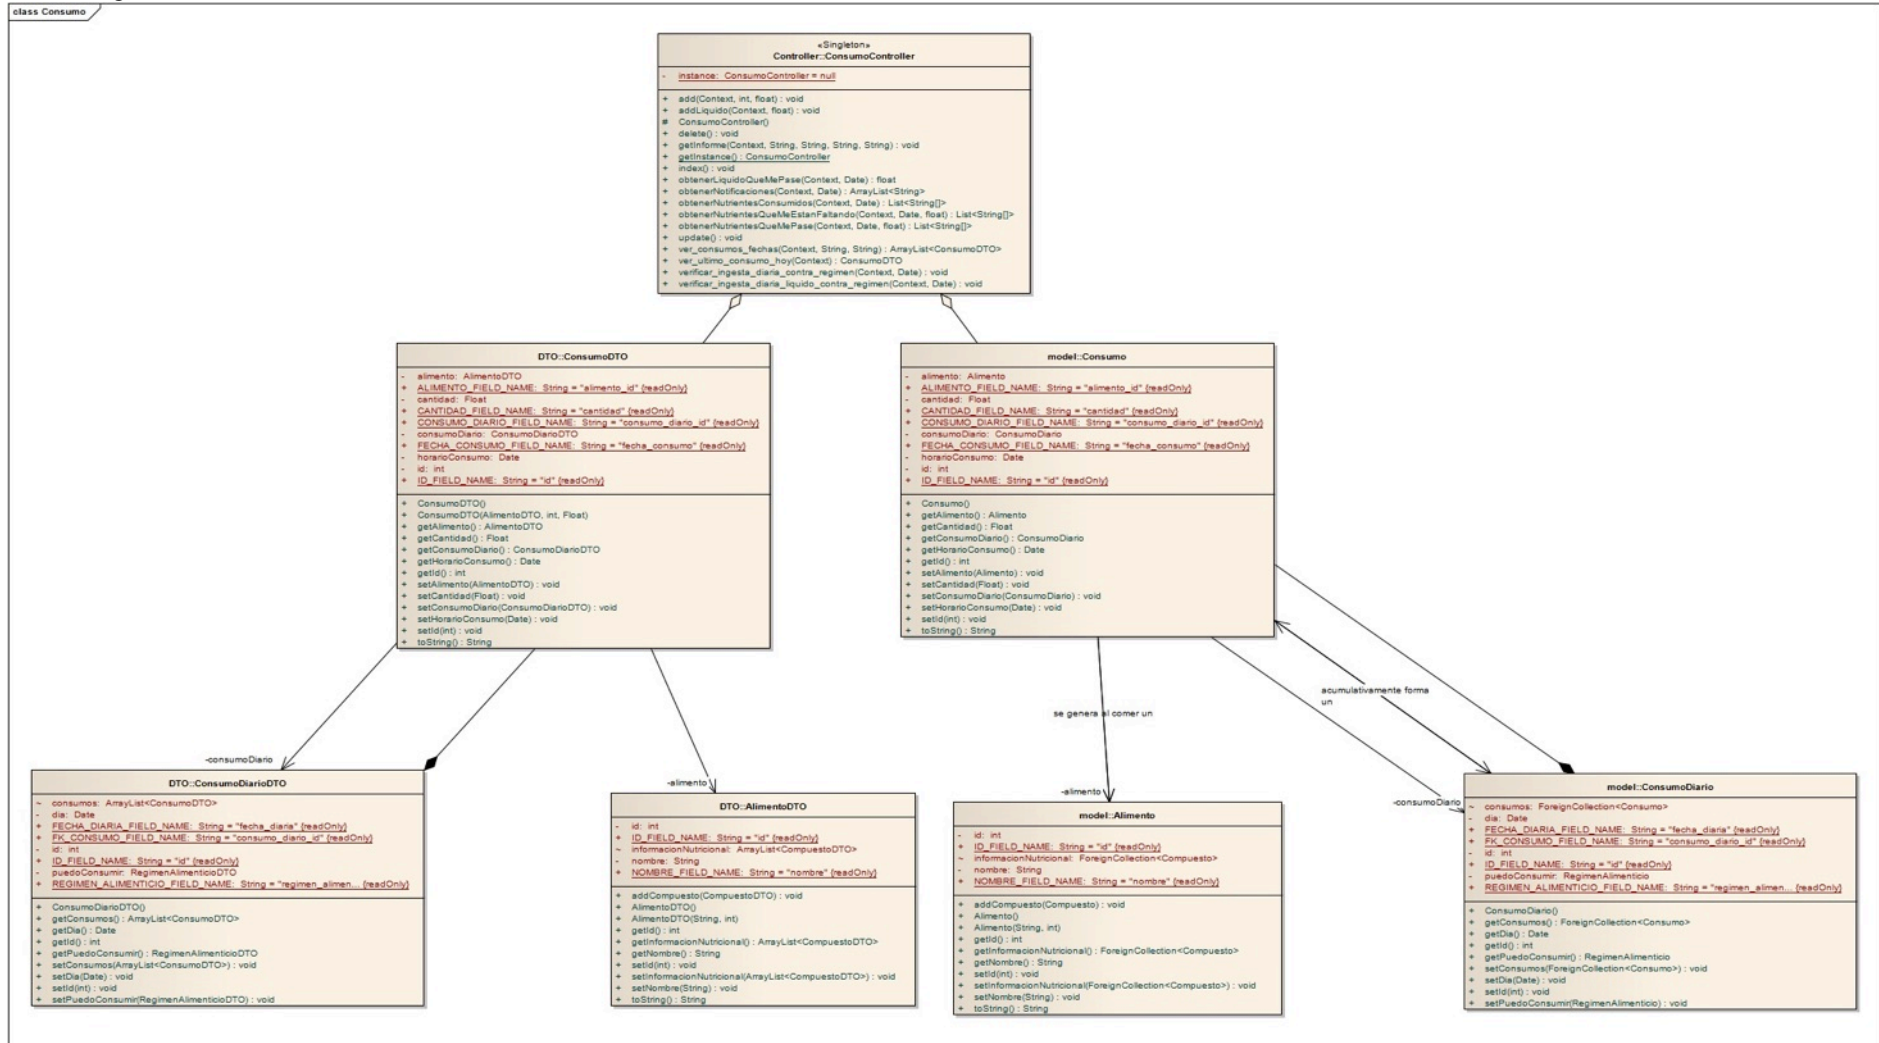 class Consumo
«Singleton»
Controller::ConsumoController
- instance: ConsumoController = null
+ add(Context, int, float) : void
+ addLiquido(Context, float) : void
# ConsumoController()
+ delete() : void
+ getInforme(Context, String, String, String, String) : void
+ getInstance() : ConsumoController
+ index() : void
+ obtenerLiquidoQueMePase(Context, Date) : float
+ obtenerNotificaciones(Context, Date) : ArrayList<String>
+ obtenerNutrientesConsumidos(Context, Date) : List<String[]>
+ obtenerNutrientesQueMeEstanFaltando(Context, Date, float) : List<String[]>
+ obtenerNutrientesQueMePase(Context, Date, float) : List<String[]>
+ update() : void
+ ver_consumos_fechas(Context, String, String) : ArrayList<ConsumoDTO>
+ ver_ultimo_consumo_hoy(Context) : ConsumoDTO
+ verificar_ingesta_diaria_contra_regimen(Context, Date) : void
+ verificar_ingesta_diaria_liquido_contra_regimen(Context, Date) : void
DTO::ConsumoDTO
- alimento: AlimentoDTO
+ ALIMENTO_FIELD_NAME: String = "alimento_id" {readOnly}
- cantidad: Float
+ CANTIDAD_FIELD_NAME: String = "cantidad" {readOnly}
+ CONSUMO_DIARIO_FIELD_NAME: String = "consumo_diario_id" {readOnly}
- consumoDiario: ConsumoDiarioDTO
+ FECHA_CONSUMO_FIELD_NAME: String = "fecha_consumo" {readOnly}
- horarioConsumo: Date
- id: int
+ ID_FIELD_NAME: String = "id" {readOnly}
+ ConsumoDTO()
+ ConsumoDTO(AlimentoDTO, int, Float)
+ getAlimento() : AlimentoDTO
+ getCantidad() : Float
+ getConsumoDiario() : ConsumoDiarioDTO
+ getHorarioConsumo() : Date
+ getId() : int
+ setAlimento(AlimentoDTO) : void
+ setCantidad(Float) : void
+ setConsumoDiario(ConsumoDiarioDTO) : void
+ setHorarioConsumo(Date) : void
+ setId(int) : void
+ toString() : String
model::Consumo
- alimento: Alimento
+ ALIMENTO_FIELD_NAME: String = "alimento_id" {readOnly}
- cantidad: Float
+ CANTIDAD_FIELD_NAME: String = "cantidad" {readOnly}
+ CONSUMO_DIARIO_FIELD_NAME: String = "consumo_diario_id" {readOnly}
- consumoDiario: ConsumoDiario
+ FECHA_CONSUMO_FIELD_NAME: String = "fecha_consumo" {readOnly}
- horarioConsumo: Date
- id: int
+ ID_FIELD_NAME: String = "id" {readOnly}
+ Consumo()
+ getAlimento() : Alimento
+ getCantidad() : Float
+ getConsumoDiario() : ConsumoDiario
+ getHorarioConsumo() : Date
+ getId() : int
+ setAlimento(Alimento) : void
+ setCantidad(Float) : void
+ setConsumoDiario(ConsumoDiario) : void
+ setHorarioConsumo(Date) : void
+ setId(int) : void
+ toString() : String
acumulativamente forma
un
se genera al comer un
-consumoDiario
-alimento
-alimento
-consumoDiario
DTO::ConsumoDiarioDTO
~ consumos: ArrayList<ConsumoDTO>
- dia: Date
+ FECHA_DIARIA_FIELD_NAME: String = "fecha_diaria" {readOnly}
+ FK_CONSUMO_FIELD_NAME: String = "consumo_diario_id" {readOnly}
- id: int
+ ID_FIELD_NAME: String = "id" {readOnly}
- puedoConsumir: RegimenAlimenticioDTO
+ REGIMEN_ALIMENTICIO_FIELD_NAME: String = "regimen_alimen... {readOnly}
+ ConsumoDiarioDTO()
+ getConsumos() : ArrayList<ConsumoDTO>
+ getDia() : Date
+ getId() : int
+ getPuedoConsumir() : RegimenAlimenticioDTO
+ setConsumos(ArrayList<ConsumoDTO>) : void
+ setDia(Date) : void
+ setId(int) : void
+ setPuedoConsumir(RegimenAlimenticioDTO) : void
DTO::AlimentoDTO
- id: int
+ ID_FIELD_NAME: String = "id" {readOnly}
~ informacionNutricional: ArrayList<CompuestoDTO>
- nombre: String
+ NOMBRE_FIELD_NAME: String = "nombre" {readOnly}
+ addCompuesto(CompuestoDTO) : void
+ AlimentoDTO()
+ AlimentoDTO(String, int)
+ getId() : int
+ getInformacionNutricional() : ArrayList<CompuestoDTO>
+ getNombre() : String
+ setId(int) : void
+ setInformacionNutricional(ArrayList<CompuestoDTO>) : void
+ setNombre(String) : void
+ toString() : String
model::Alimento
- id: int
+ ID_FIELD_NAME: String = "id" {readOnly}
~ informacionNutricional: ForeignCollection<Compuesto>
- nombre: String
+ NOMBRE_FIELD_NAME: String = "nombre" {readOnly}
+ addCompuesto(Compuesto) : void
+ Alimento()
+ Alimento(String, int)
+ getId() : int
+ getInformacionNutricional() : ForeignCollection<Compuesto>
+ getNombre() : String
+ setId(int) : void
+ setInformacionNutricional(ForeignCollection<Compuesto>) : void
+ setNombre(String) : void
+ toString() : String
model::ConsumoDiario
~ consumos: ForeignCollection<Consumo>
- dia: Date
+ FECHA_DIARIA_FIELD_NAME: String = "fecha_diaria" {readOnly}
+ FK_CONSUMO_FIELD_NAME: String = "consumo_diario_id" {readOnly}
- id: int
+ ID_FIELD_NAME: String = "id" {readOnly}
- puedoConsumir: RegimenAlimenticio
+ REGIMEN_ALIMENTICIO_FIELD_NAME: String = "regimen_alimen... {readOnly}
+ ConsumoDiario()
+ getConsumos() : ForeignCollection<Consumo>
+ getDia() : Date
+ getId() : int
+ getPuedoConsumir() : RegimenAlimenticio
+ setConsumos(ForeignCollection<Consumo>) : void
+ setDia(Date) : void
+ setId(int) : void
+ setPuedoConsumir(RegimenAlimenticio) : void